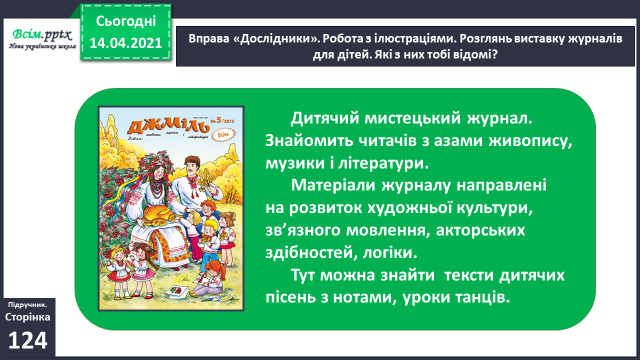 Всім.pptx
Нова українська школа
Сьогодні
14.04.2021
Вправа «Дослідники». Робота з ілюстраціями. Розглянь виставку журналів
для дітей. Які з них тобі відомі?
ДЖМІЛЬ
№5/2012
Дитячий мистецький журнал.
Знайомить читачів з азами живопису,
музики і літератури.
Матеріали журналу направлені
на розвиток художньої культури,
зв’язного мовлення, акторських
здібностей, логіки.
Тут можна знайти тексти дитячих
пісень з нотами, уроки танців.
Підручник.
Сторінка
124